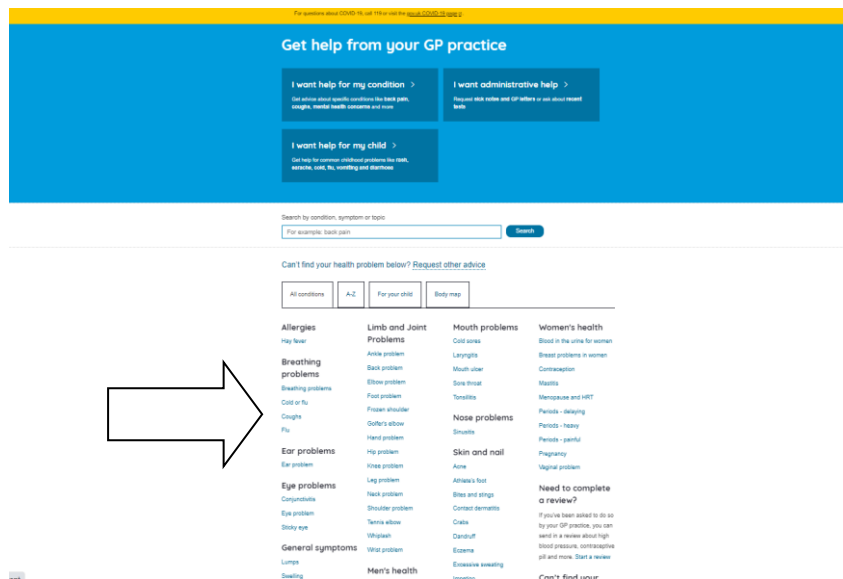 For questions about COVID-19, call 119 or visit the gov.uk COVID-19 page
Get help from your GP practice
I want help for my condition >
Get advice about specific conditions like back pain,
coughs, mental health concerns and more
I want administrative help >
Request sick notes and GP letters or ask about recent
tests
I want help for my child >
Get help for common childhood problems like rash,
earache, cold, flu, vomiting and diarrhoea
Search by condition, symptom or topic
For example: back pain
Search
Can't find your health problem below? Request other advice
All conditions
A-Z
For your child
Body map
Allergies
Hay fever
Breathing
problems
Breathing problems
Cold or flu
Coughs
Flu
Ear problems
Ear problem
Eye problems
Conjunctivitis
Eye problem
Sticky eye
General symptoms
Lumps
Swelling
Limb and Joint
Problems
Ankle problem
Back problem
Elbow problem
Foot problem
Frozen shoulder
Golfer's elbow
Hand problem
Hip problem
Knee problem
Leg problem
Neck problem
Shoulder problem
Tennis elbow
Whiplash
Wrist problem
Men's health
Mouth problems
Cold sores
Laryngitis
Mouth ulcer
Sore throat
Tonsillitis
Nose problems
Sinusitis
Skin and nail
Acne
Athlete's foot
Bites and stings
Contact dermatitis
Crabs
Dandruff
Eczema
Excessive sweating
Impetigo
Women's health
Blood in the urine for women
Breast problems in women
Contraception
Mastitis
Menopause and HRT
Periods - delaying
Periods - heavy
Periods - painful
Pregnancy
Vaginal problem
Need to complete
a review?
If you've been asked to do so
by your GP practice, you can
send in a review about high
blood pressure, contraceptive
pill and more. Start a review
Can't find your